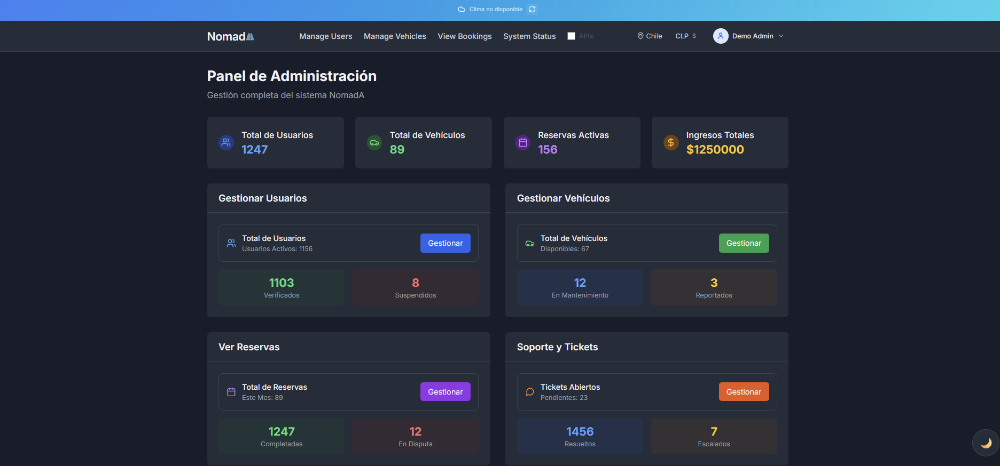 Clima no disponible
NomadA
Manage Users
Manage Vehicles
View Bookings
System Status
APIs
Chile
CLP $
Demo Admin
Panel de Administración
Gestión completa del sistema NomadA
Total de Usuarios
1247
Total de Vehículos
89
Reservas Activas
156
Ingresos Totales
$1250000
Gestionar Usuarios
Total de Usuarios
Usuarios Activos: 1156
Gestionar
1103
Verificados
8
Suspendidos
Gestionar Vehículos
Total de Vehículos
Disponibles: 67
Gestionar
12
En Mantenimiento
3
Reportados
Ver Reservas
Total de Reservas
Este Mes: 89
Gestionar
1247
Completadas
12
En Disputa
Soporte y Tickets
Tickets Abiertos
Pendientes: 23
Gestionar
1456
Resueltos
7
Escalados